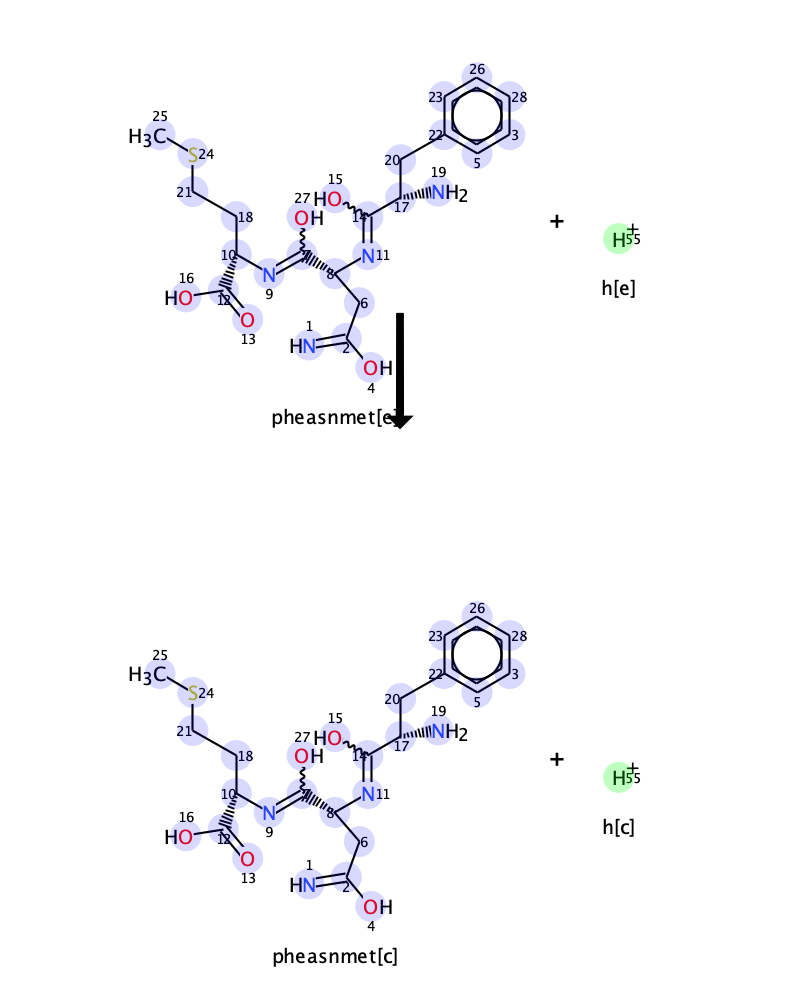 26
23
28
25
H₃C
22
3
S24
20
5
19
15
21
HO
NH₂
27
17
OH
14
18
+
H⁺
55
10
7
N11
h[e]
8
16
N
9
HO
12
6
O
13
1
HN
2
OH
4
pheasnmet[e]
26
23
28
25
H₃C
22
3
S24
20
5
19
15
21
HO
NH₂
27
17
OH
14
18
+
H⁺
55
10
7
N11
h[c]
8
16
N
9
HO
12
6
O
13
1
HN
2
OH
4
pheasnmet[c]